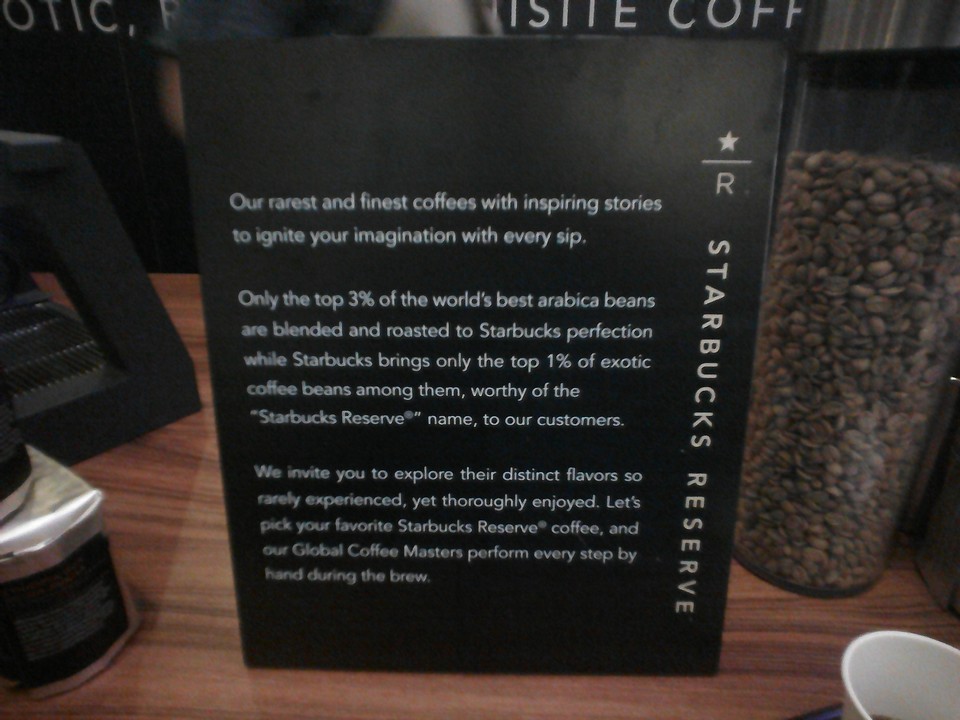 OTIC,
ISITE COFF
Our rarest and finest coffees with inspiring stories
to ignite your imagination with every sip.
Only the top 3% of the world's best arabica beans
are blended and roasted to Starbucks perfection
while Starbucks brings only the top 1% of exotic
coffee beans among them, worthy of the
"Starbucks Reserve®" name, to our customers.
We invite you to explore their distinct flavors so
rarely experienced, yet thoroughly enjoyed. Let's
pick your favorite Starbucks Reserve® coffee, and
our Global Coffee Masters perform every step by
hand during the brew.
R
STARBUCKS RESERVE